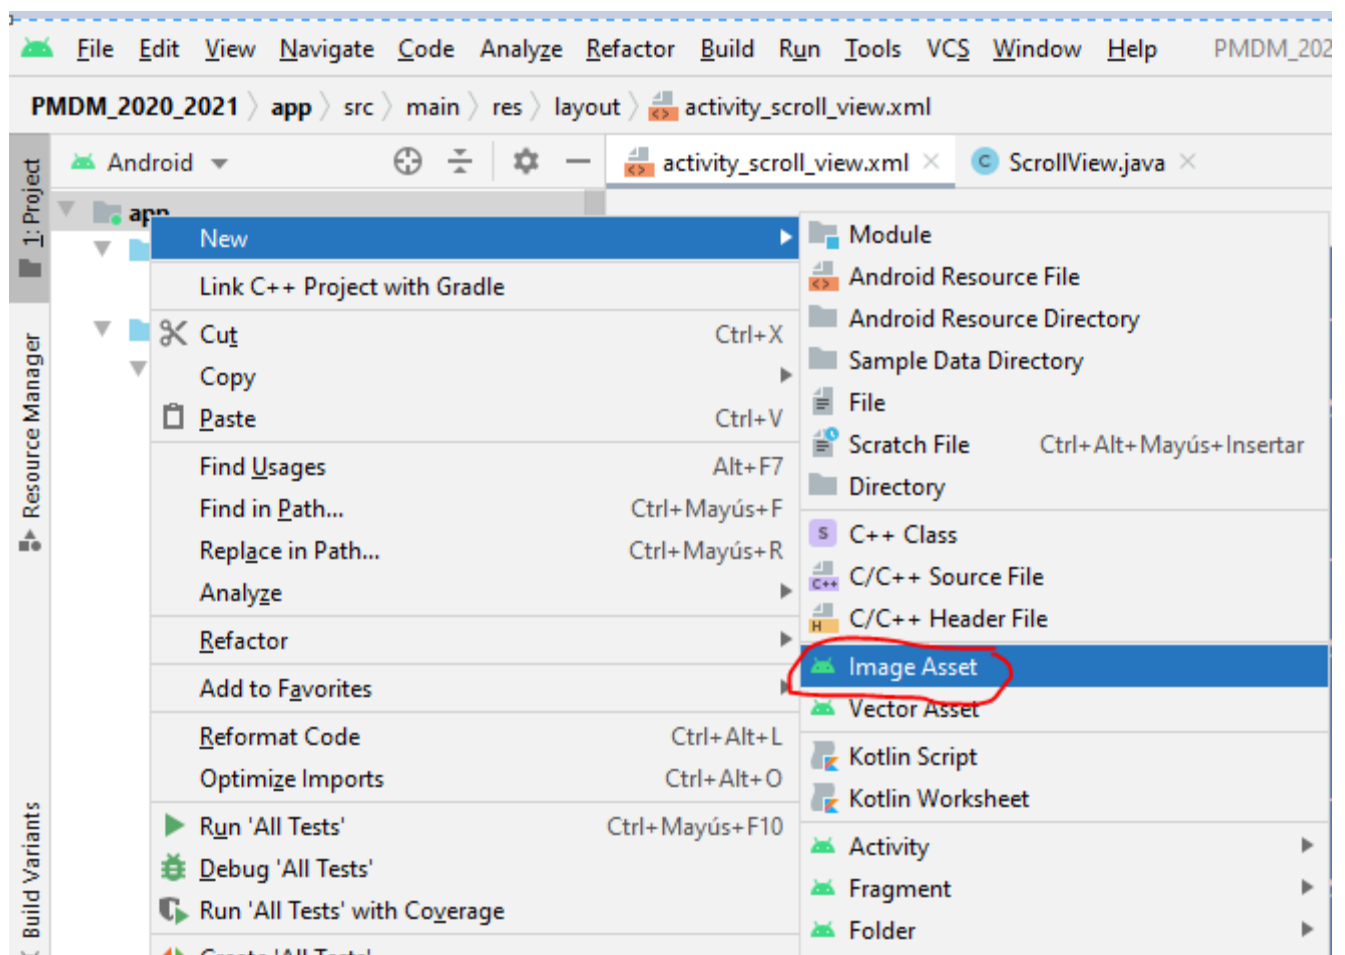 File Edit View Navigate Code Analyze Refactor Build Run Tools VCS Window Help PMDM_202
PMDM_2020_2021 app src main res layout activity_scroll_view.xml
1: Project
Resource Manager
Build Variants
Android
activity_scroll_view.xml
ScrollView.java
app
New
Link C++ Project with Gradle
Cut Ctrl+X
Copy
Paste Ctrl+V
Find Usages Alt+F7
Find in Path... Ctrl+Mayús+F
Replace in Path... Ctrl+Mayús+R
Analyze
Refactor
Add to Favorites
Reformat Code Ctrl+Alt+L
Optimize Imports Ctrl+Alt+O
Run 'All Tests' Ctrl+Mayús+F10
Debug 'All Tests'
Run 'All Tests' with Coverage
Create 'All Tests'
Module
Android Resource File
Android Resource Directory
Sample Data Directory
File
Scratch File Ctrl+Alt+Mayús+Insertar
Directory
C++ Class
C/C++ Source File
C/C++ Header File
Image Asset
Vector Asset
Kotlin Script
Kotlin Worksheet
Activity
Fragment
Folder